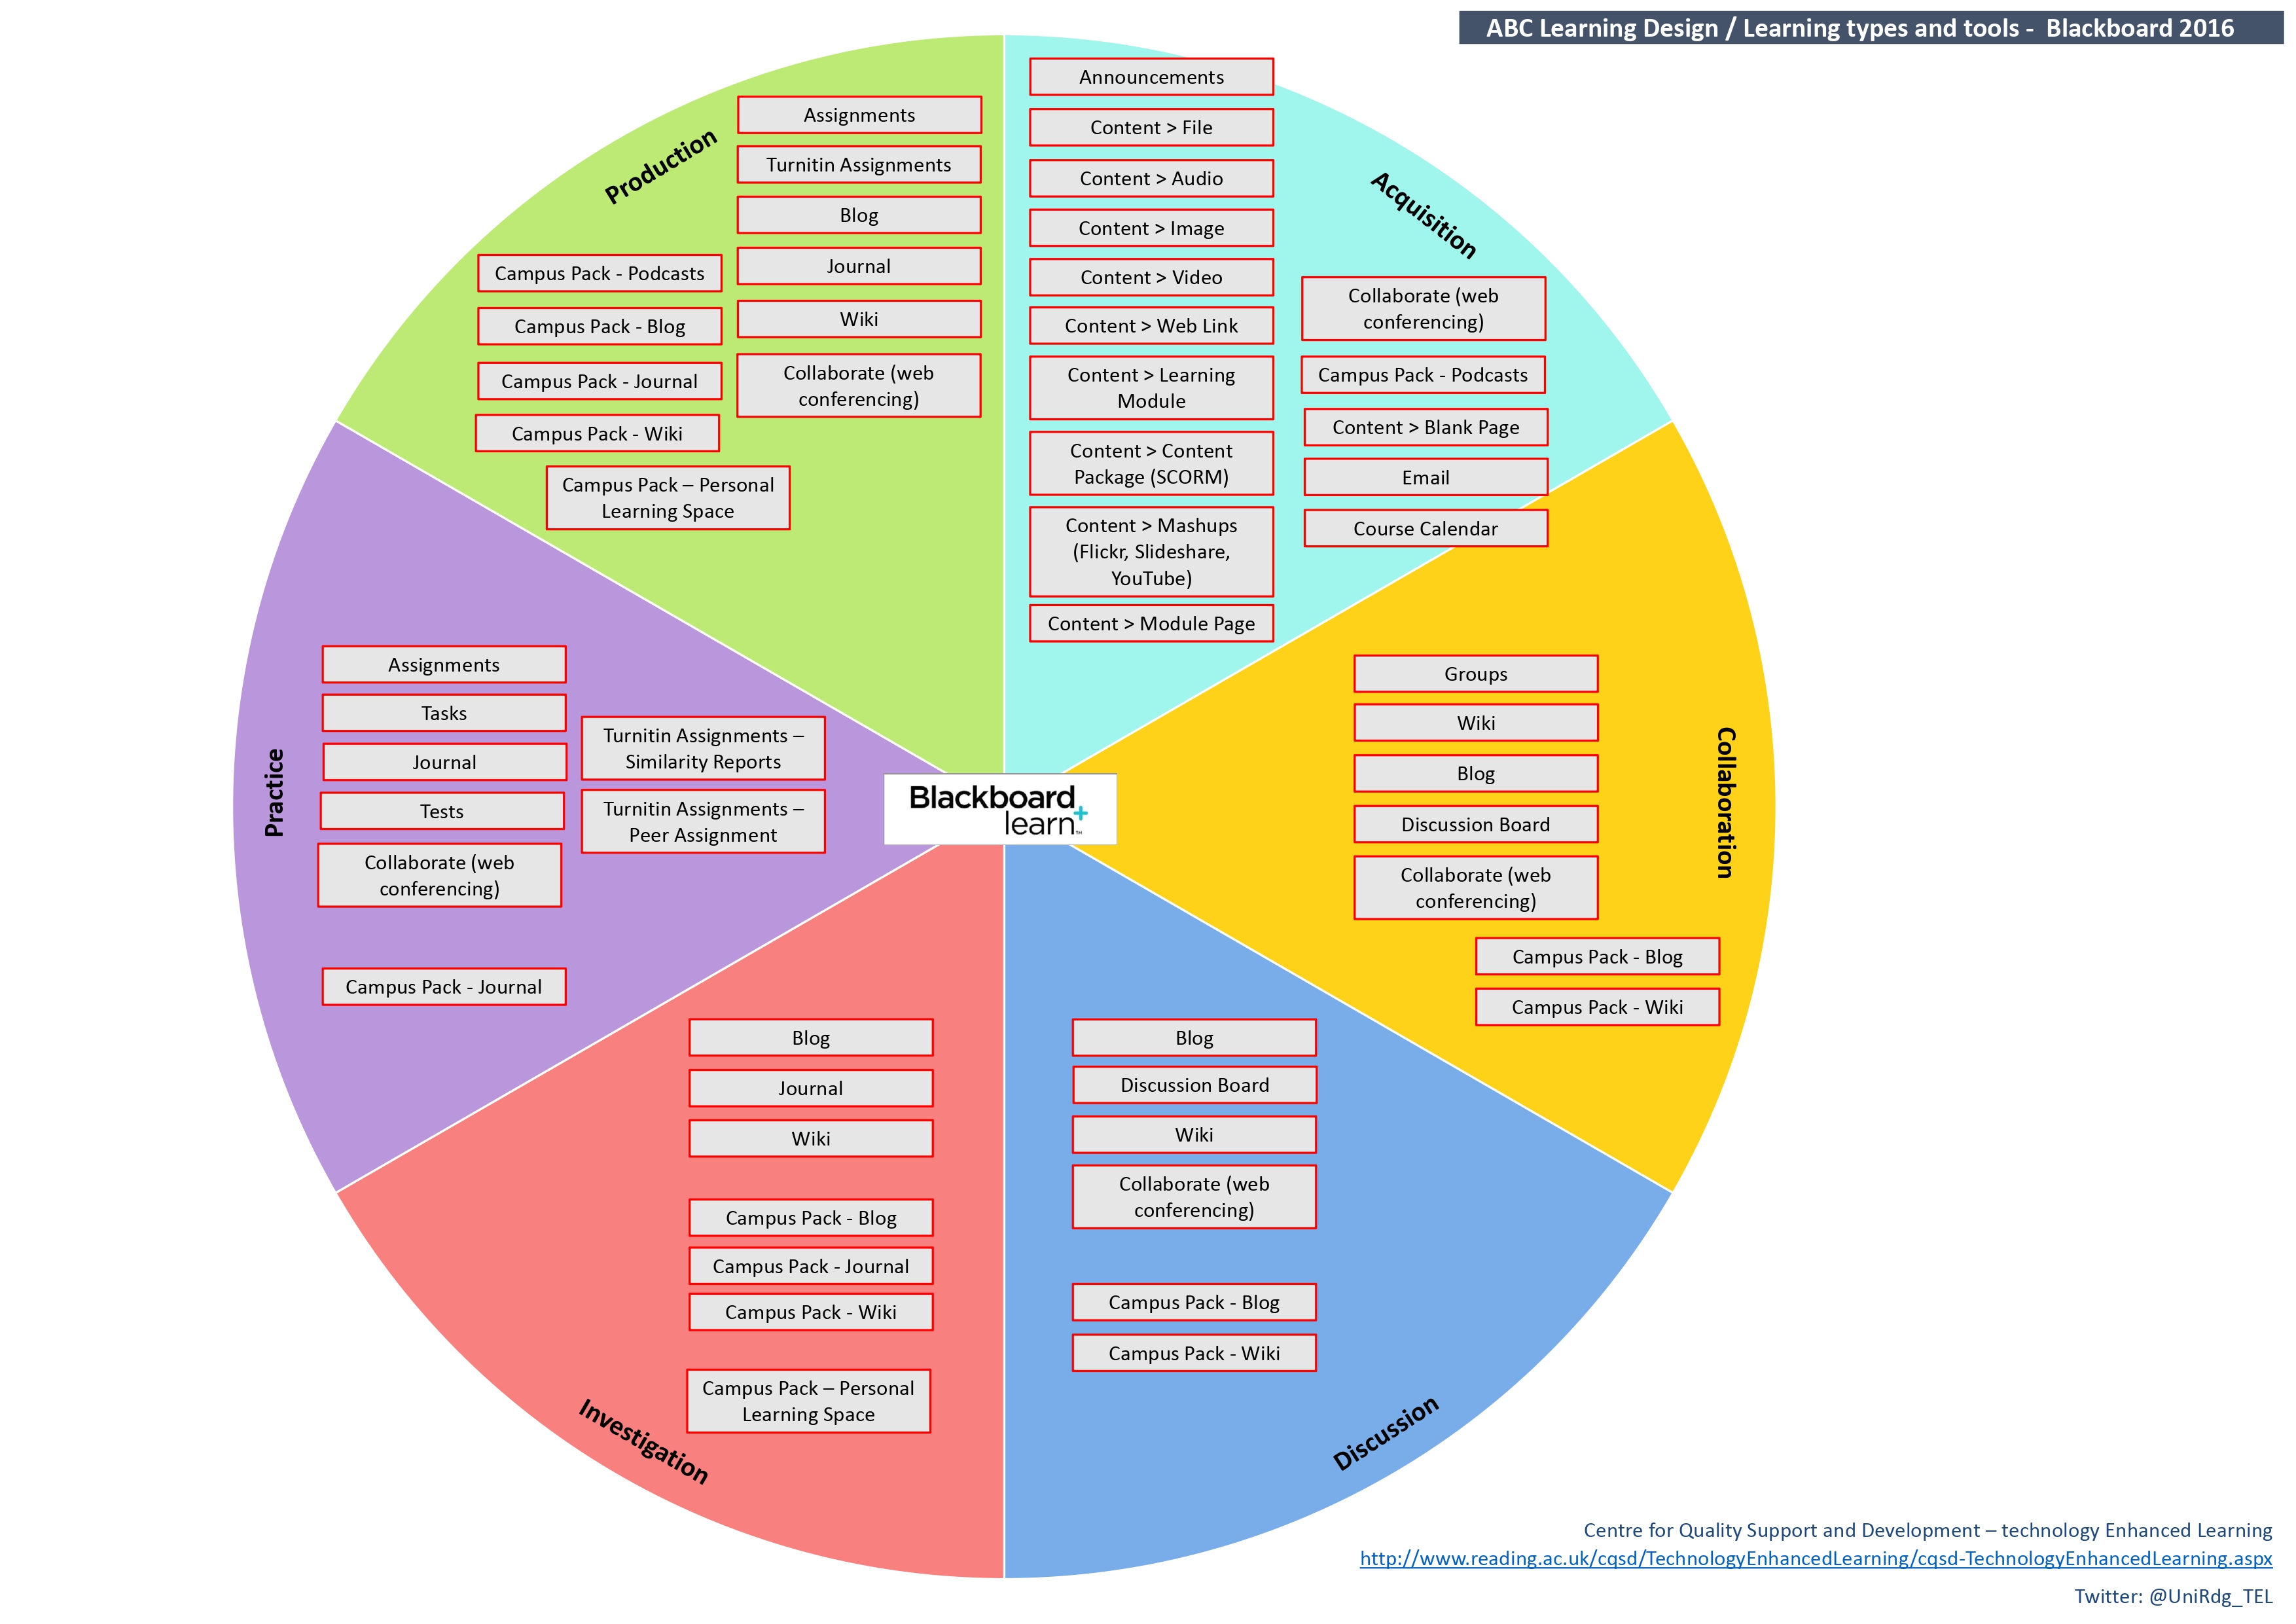 ABC Learning Design / Learning types and tools -  Blackboard 2016
Production
Assignments
Turnitin Assignments
Blog
Journal
Wiki
Collaborate (web
conferencing)
Campus Pack - Podcasts
Campus Pack - Blog
Campus Pack - Journal
Campus Pack - Wiki
Campus Pack – Personal
Learning Space
Acquisition
Announcements
Content > File
Content > Audio
Content > Image
Content > Video
Content > Web Link
Content > Learning
Module
Content > Content
Package (SCORM)
Content > Mashups
(Flickr, Slideshare,
YouTube)
Content > Module Page
Collaborate (web
conferencing)
Campus Pack - Podcasts
Content > Blank Page
Email
Course Calendar
Practice
Assignments
Tasks
Journal
Tests
Collaborate (web
conferencing)
Campus Pack - Journal
Turnitin Assignments –
Similarity Reports
Turnitin Assignments –
Peer Assignment
Blackboard
learn+™
Collaboration
Groups
Wiki
Blog
Discussion Board
Collaborate (web
conferencing)
Campus Pack - Blog
Campus Pack - Wiki
Investigation
Blog
Journal
Wiki
Campus Pack - Blog
Campus Pack - Journal
Campus Pack - Wiki
Campus Pack – Personal
Learning Space
Discussion
Blog
Discussion Board
Wiki
Collaborate (web
conferencing)
Campus Pack - Blog
Campus Pack - Wiki
Centre for Quality Support and Development – technology Enhanced Learning
http://www.reading.ac.uk/cqsd/TechnologyEnhancedLearning/cqsd-TechnologyEnhancedLearning.aspx
Twitter: @UniRdg_TEL